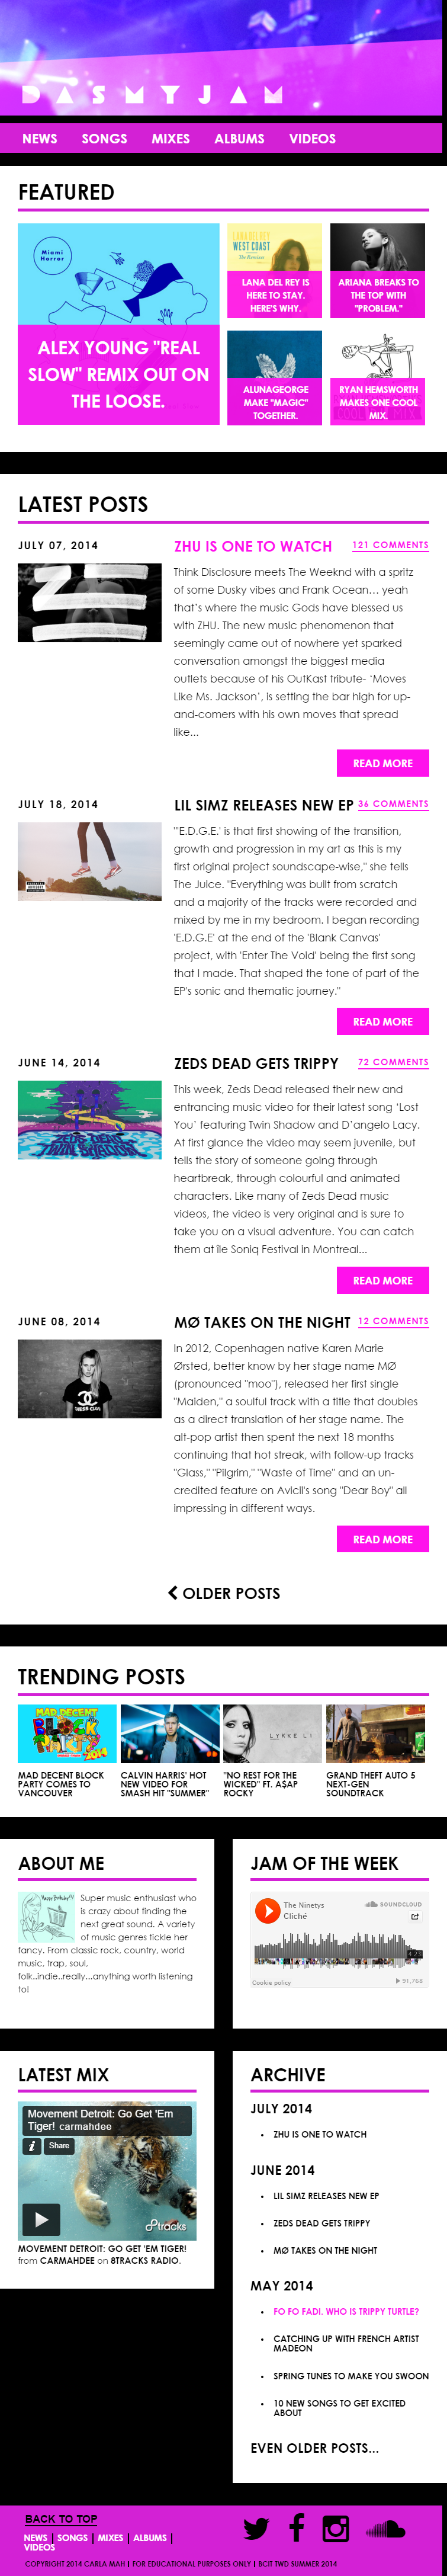 DASMYJAM
NEWS SONGS MIXES ALBUMS VIDEOS
FEATURED
Miami
Horror
ALEX YOUNG "REAL
SLOW" REMIX OUT ON
THE LOOSE.
LANA DEL REY
WEST COAST
The Remixes
LANA DEL REY IS
HERE TO STAY.
HERE'S WHY.
ARIANA BREAKS TO
THE TOP WITH
"PROBLEM."
ALUNAGEORGE
MAKE "MAGIC"
TOGETHER.
RYAN HEMSWORTH
MAKES ONE COOL
MIX.
LATEST POSTS
JULY 07, 2014
ZHU IS ONE TO WATCH
121 COMMENTS
Think Disclosure meets The Weeknd with a spritz
of some Dusky vibes and Frank Ocean… yeah
that's where the music Gods have blessed us
with ZHU. The new music phenomenon that
seemingly came out of nowhere yet sparked
conversation amongst the biggest media
outlets because of his OutKast tribute- 'Moves
Like Ms. Jackson', is setting the bar high for up-
and-comers with his own moves that spread
like...
READ MORE
JULY 18, 2014
LIL SIMZ RELEASES NEW EP
36 COMMENTS
"'E.D.G.E.' is that first showing of the transition,
growth and progression in my art as this is my
first original project soundscape-wise," she tells
The Juice. "Everything was built from scratch
and a majority of the tracks were recorded and
mixed by me in my bedroom. I began recording
'E.D.G.E' at the end of the 'Blank Canvas'
project, with 'Enter The Void' being the first song
that I made. That shaped the tone of part of the
EP's sonic and thematic journey."
READ MORE
JUNE 14, 2014
ZEDS DEAD GETS TRIPPY
72 COMMENTS
ZEDS DEAD
TWIN SHADOW
This week, Zeds Dead released their new and
entrancing music video for their latest song 'Lost
You' featuring Twin Shadow and D'angelo Lacy.
At first glance the video may seem juvenile, but
tells the story of someone going through
heartbreak, through colourful and animated
characters. Like many of Zeds Dead music
videos, the video is very original and is sure to
take you on a visual adventure. You can catch
them at île Soniq Festival in Montreal...
READ MORE
JUNE 08, 2014
MØ TAKES ON THE NIGHT
12 COMMENTS
In 2012, Copenhagen native Karen Marie
Ørsted, better know by her stage name MØ
(pronounced "moo"), released her first single
"Maiden," a soulful track with a title that doubles
as a direct translation of her stage name. The
alt-pop artist then spent the next 18 months
continuing that hot streak, with follow-up tracks
"Glass," "Pilgrim," "Waste of Time" and an un-
credited feature on Avicii's song "Dear Boy" all
impressing in different ways.
READ MORE
OLDER POSTS
TRENDING POSTS
MAD DECENT
BLOCK
PARTY
2014
LYKKE LI
MAD DECENT BLOCK
PARTY COMES TO
VANCOUVER
CALVIN HARRIS' HOT
NEW VIDEO FOR
SMASH HIT "SUMMER"
"NO REST FOR THE
WICKED" FT. A$AP
ROCKY
GRAND THEFT AUTO 5
NEXT-GEN
SOUNDTRACK
ABOUT ME
Super music enthusiast who
is crazy about finding the
next great sound. A variety
of music genres tickle her
fancy. From classic rock, country, world
music, trap, soul,
folk..indie..really...anything worth listening
to!
JAM OF THE WEEK
The Ninetys
Cliché
SOUNDCLOUD
Cookie policy
91,768
LATEST MIX
Movement Detroit: Go Get 'Em
Tiger! carmahdee
i Share
8tracks
MOVEMENT DETROIT: GO GET 'EM TIGER!
from CARMAHDEE on 8TRACKS RADIO.
ARCHIVE
JULY 2014
ZHU IS ONE TO WATCH
JUNE 2014
LIL SIMZ RELEASES NEW EP
ZEDS DEAD GETS TRIPPY
MØ TAKES ON THE NIGHT
MAY 2014
FO FO FADI. WHO IS TRIPPY TURTLE?
CATCHING UP WITH FRENCH ARTIST
MADEON
SPRING TUNES TO MAKE YOU SWOON
10 NEW SONGS TO GET EXCITED
ABOUT
EVEN OLDER POSTS...
BACK TO TOP
NEWS | SONGS | MIXES | ALBUMS |
VIDEOS
COPYRIGHT 2014 CARLA MAH | FOR EDUCATIONAL PURPOSES ONLY | BCIT TWD SUMMER 2014